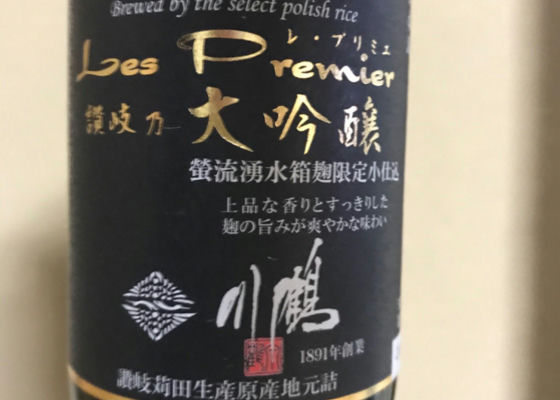 Brewed by the select polish rice
レ・プリミエ
Les Premier
讃岐乃 大吟醸
螢流湧水箱麹限定小仕込
上品な香りとすっきりした
麹の旨みが爽やかな味わい
川鶴
1891年創業
讃岐苅田生産原産地元詰